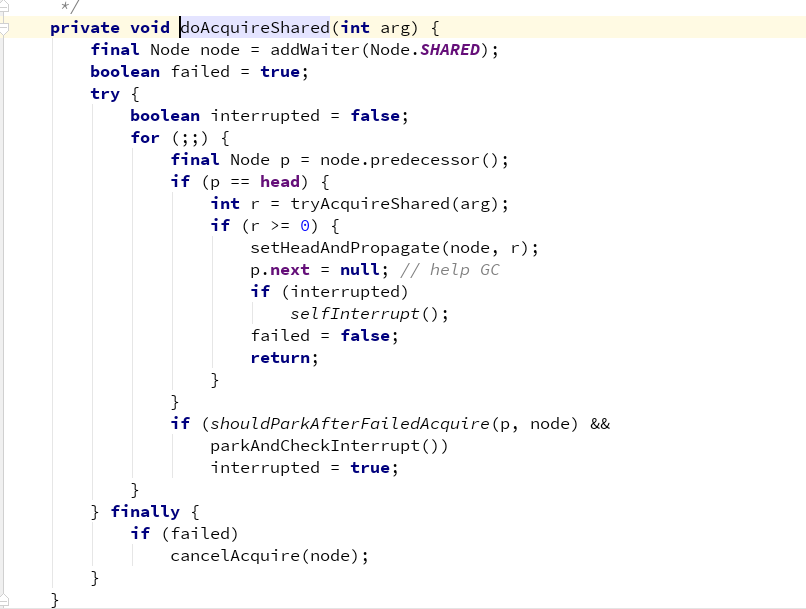 */
private void doAcquireShared(int arg) {
    final Node node = addWaiter(Node.SHARED);
    boolean failed = true;
    try {
        boolean interrupted = false;
        for (;;) {
            final Node p = node.predecessor();
            if (p == head) {
                int r = tryAcquireShared(arg);
                if (r >= 0) {
                    setHeadAndPropagate(node, r);
                    p.next = null; // help GC
                    if (interrupted)
                        selfInterrupt();
                    failed = false;
                    return;
                }
            }
            if (shouldParkAfterFailedAcquire(p, node) &&
                parkAndCheckInterrupt())
                interrupted = true;
        }
    } finally {
        if (failed)
            cancelAcquire(node);
    }
}